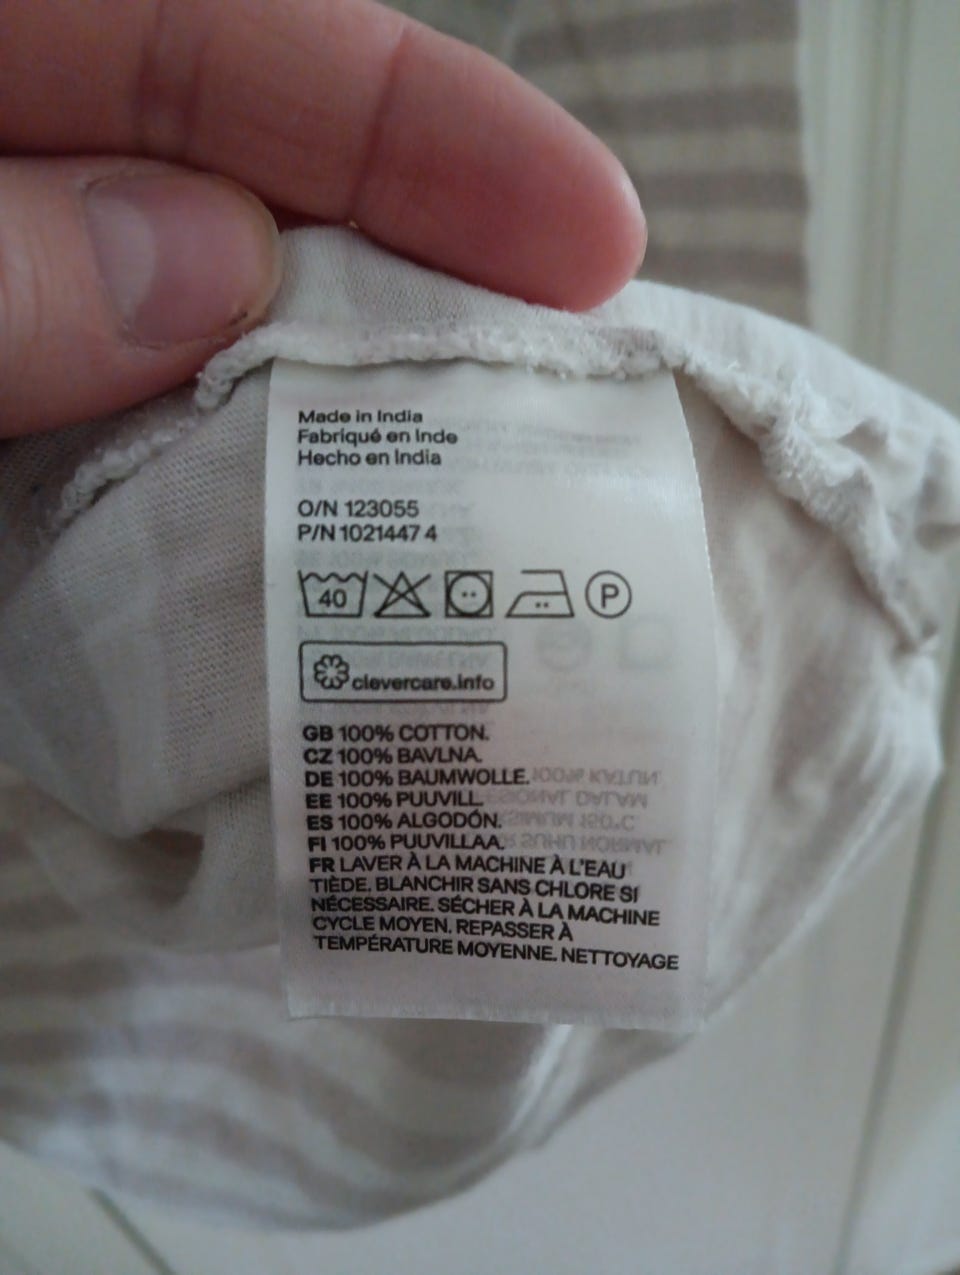 Made in India
Fabriqué en Inde
Hecho en India
O/N 123055
P/N 1021447 4
40 P
clevercare.info
GB 100% COTTON.
CZ 100% BAVLNA.
DE 100% BAUMWOLLE.
EE 100% PUUVILL.
ES 100% ALGODÓN.
FI 100% PUUVILLAA.
FR LAVER À LA MACHINE À L'EAU
TIÈDE. BLANCHIR SANS CHLORE SI
NÉCESSAIRE. SÉCHER À LA MACHINE
CYCLE MOYEN. REPASSER À
TEMPÉRATURE MOYENNE. NETTOYAGE